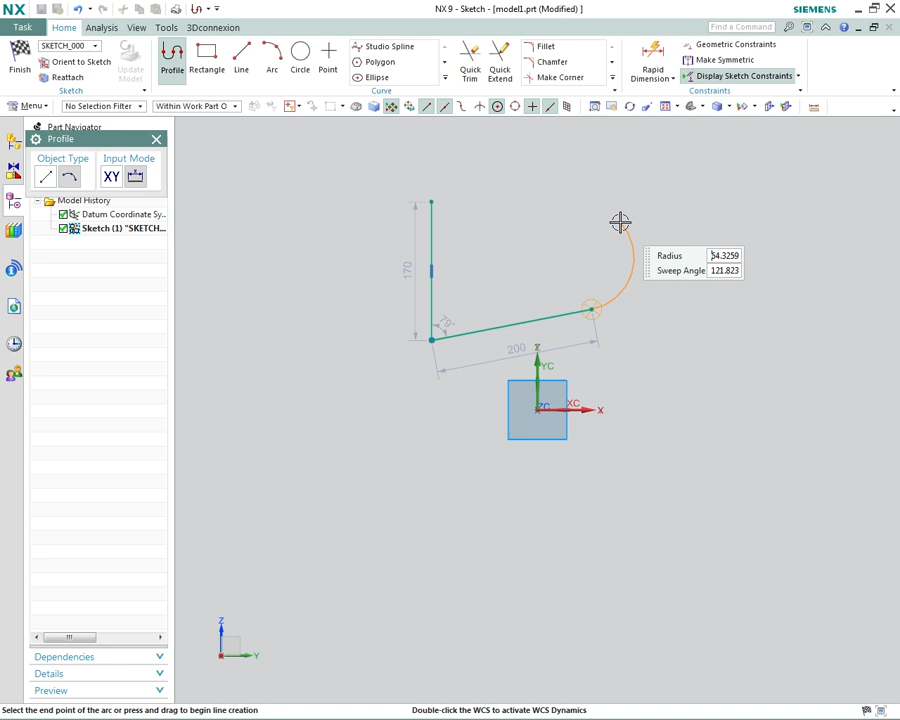 NX
NX 9 - Sketch - [model1.prt (Modified) ]
SIEMENS
Task
Home
Analysis
View
Tools
3Dconnexion
Find a Command
Finish
SKETCH_000
Orient to Sketch
Reattach
Update Model
Sketch
Profile
Rectangle
Line
Arc
Circle
Point
Studio Spline
Polygon
Ellipse
Curve
Quick Trim
Quick Extend
Fillet
Chamfer
Make Corner
Rapid Dimension
Geometric Constraints
Make Symmetric
Display Sketch Constraints
Constraints
Menu
No Selection Filter
Within Work Part O
Part Navigator
Profile
Object Type
Input Mode
XY
Model History
Datum Coordinate Sy...
Sketch (1) "SKETCH...
170
79°
200
Radius 54.3259
Sweep Angle 121.823
YC
XC
X
ZC
Z
Y
Dependencies
Details
Preview
Select the end point of the arc or press and drag to begin line creation
Double-click the WCS to activate WCS Dynamics